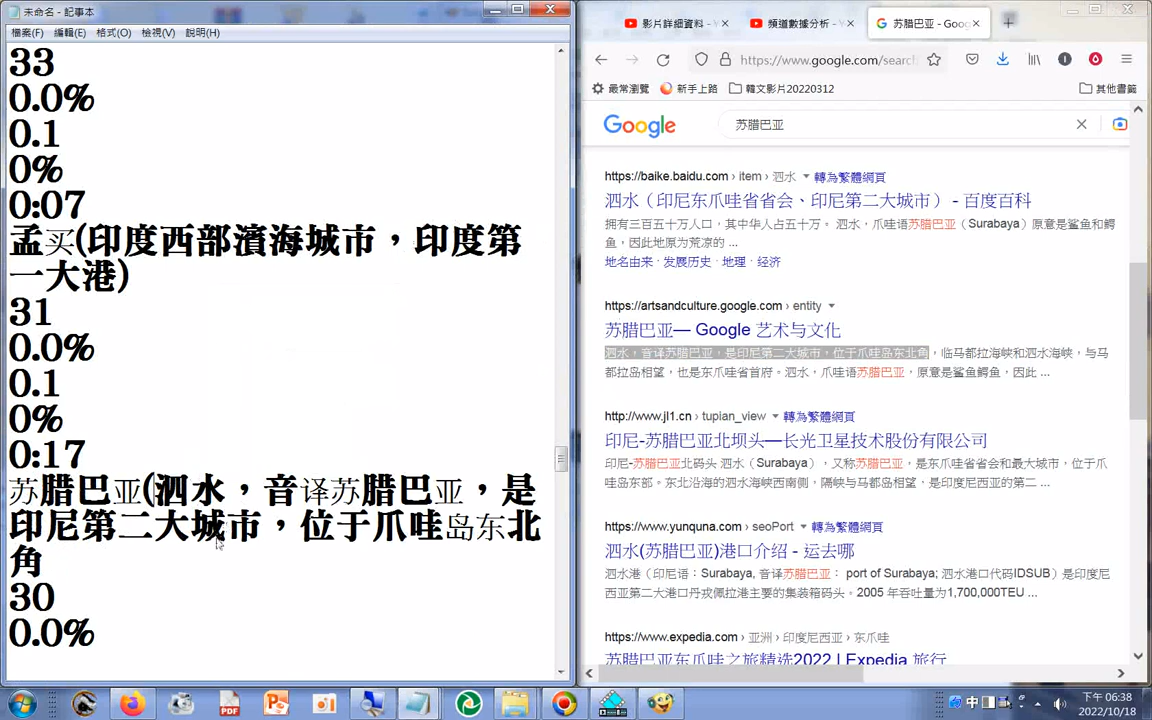 未命名 - 記事本
檔案(F) 編輯(E) 格式(O) 檢視(V) 說明(H)
33
0.0%
0.1
0%
0:07
孟买(印度西部濱海城市，印度第
一大港)
31
0.0%
0.1
0%
0:17
苏腊巴亚(泗水，音译苏腊巴亚，是
印尼第二大城市，位于爪哇岛东北
角
30
0.0%
影片詳細資料 - Y
頻道數據分析 -
苏腊巴亚 - Goog
https://www.google.com/search
最常瀏覽 新手上路 韓文影片20220312 其他書籤
Google 苏腊巴亚
https://baike.baidu.com › item › 泗水 轉為繁體網頁
泗水（印尼东爪哇省省会、印尼第二大城市） - 百度百科
拥有三百五十万人口，其中华人占五十万。 泗水，爪哇语苏腊巴亚（Surabaya）原意是鲨鱼和鳄
鱼，因此地原为荒凉的 ...
地名由来 · 发展历史 · 地理 · 经济
https://artsandculture.google.com › entity
苏腊巴亚— Google 艺术与文化
泗水，音译苏腊巴亚，是印尼第二大城市，位于爪哇岛东北角，临马都拉海峡和泗水海峡，与马
都拉岛相望，也是东爪哇省首府。泗水，爪哇语苏腊巴亚，原意是鲨鱼鳄鱼，因此 ...
http://www.jl1.cn › tupian_view 轉為繁體網頁
印尼-苏腊巴亚北坝头—长光卫星技术股份有限公司
印尼-苏腊巴亚北码头 泗水（Surabaya），又称苏腊巴亚，是东爪哇省省会和最大城市，位于爪
哇岛东部。东北沿海的泗水海峡西南側，隔峡与马都岛相望，是印度尼西亚的第二 ...
https://www.yunquna.com › seoPort 轉為繁體網頁
泗水(苏腊巴亚)港口介绍 - 运去哪
泗水港（印尼语：Surabaya, 音译苏腊巴亚： port of Surabaya; 泗水港口代码IDSUB）是印度尼
西亚第二大港口丹戎佩拉港主要的集装箱码头。2005 年吞吐量为1,700,000TEU ...
https://www.expedia.com › 亚洲 › 印度尼西亚 › 东爪哇
苏腊巴亚东爪哇之旅精选2022 | Expedia 旅行
PDF
中
下午 06:38
2022/10/18